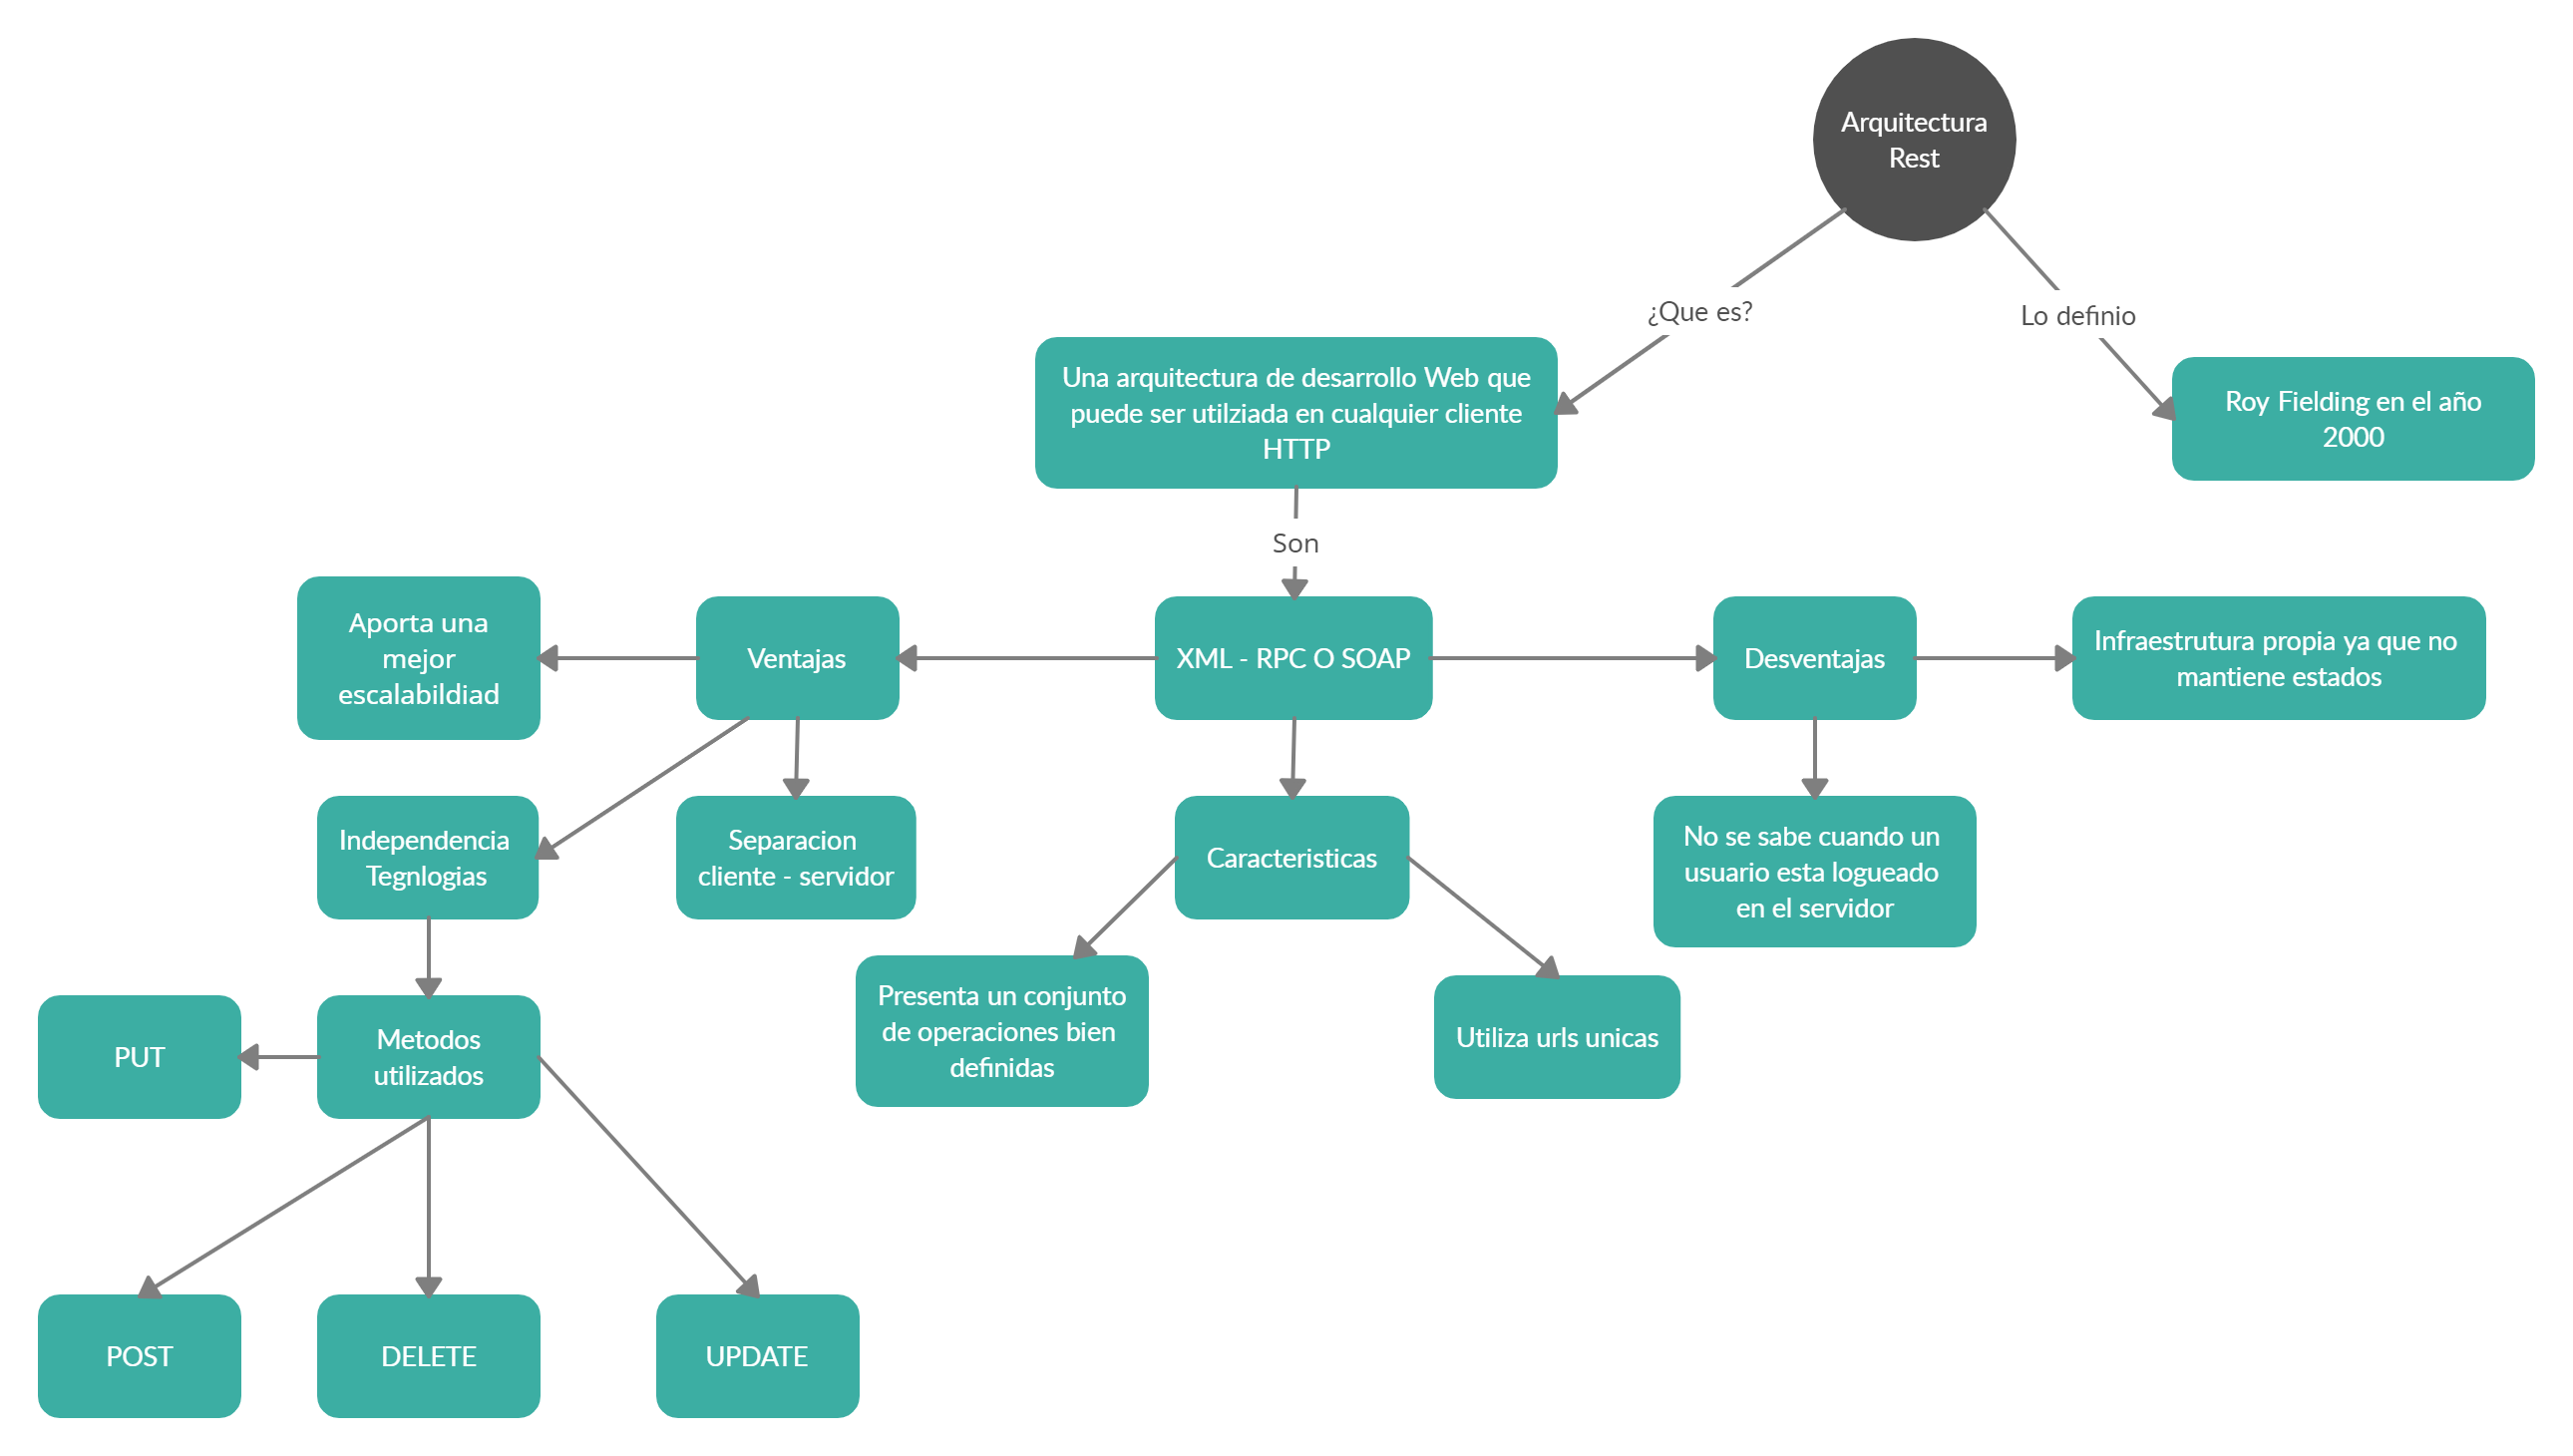 Arquitectura
Rest
¿Que es?
Lo definio
Una arquitectura de desarrollo Web que
puede ser utilziada en cualquier cliente
HTTP
Roy Fielding en el año
2000
Son
Aporta una
mejor
escalabildiad
Ventajas
XML - RPC O SOAP
Desventajas
Infraestrutura propia ya que no
mantiene estados
Independencia
Tegnlogias
Separacion
cliente - servidor
Caracteristicas
No se sabe cuando un
usuario esta logueado
en el servidor
PUT
Metodos
utilizados
Presenta un conjunto
de operaciones bien
definidas
Utiliza urls unicas
POST
DELETE
UPDATE